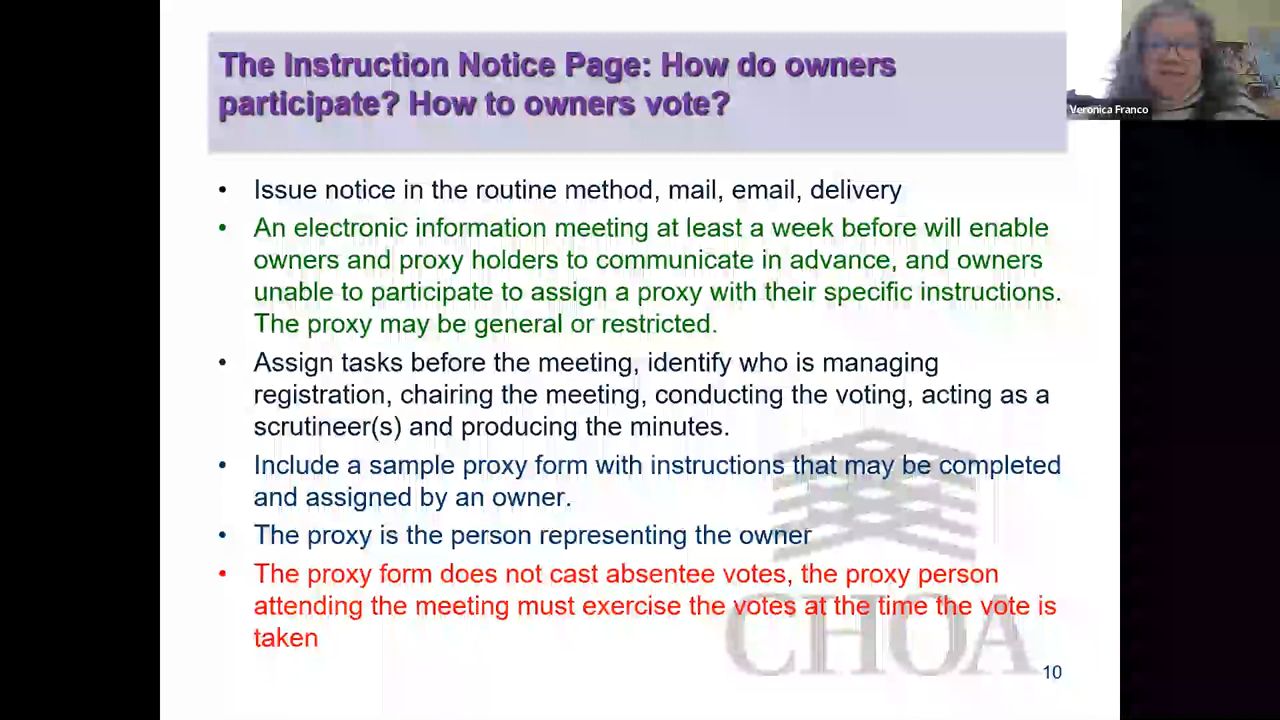 The Instruction Notice Page: How do owners
participate? How to owners vote?
Veronica Franco
• Issue notice in the routine method, mail, email, delivery
• An electronic information meeting at least a week before will enable
owners and proxy holders to communicate in advance, and owners
unable to participate to assign a proxy with their specific instructions.
The proxy may be general or restricted.
• Assign tasks before the meeting, identify who is managing
registration, chairing the meeting, conducting the voting, acting as a
scrutineer(s) and producing the minutes.
• Include a sample proxy form with instructions that may be completed
and assigned by an owner.
• The proxy is the person representing the owner
• The proxy form does not cast absentee votes, the proxy person
attending the meeting must exercise the votes at the time the vote is
taken
CHOA
10